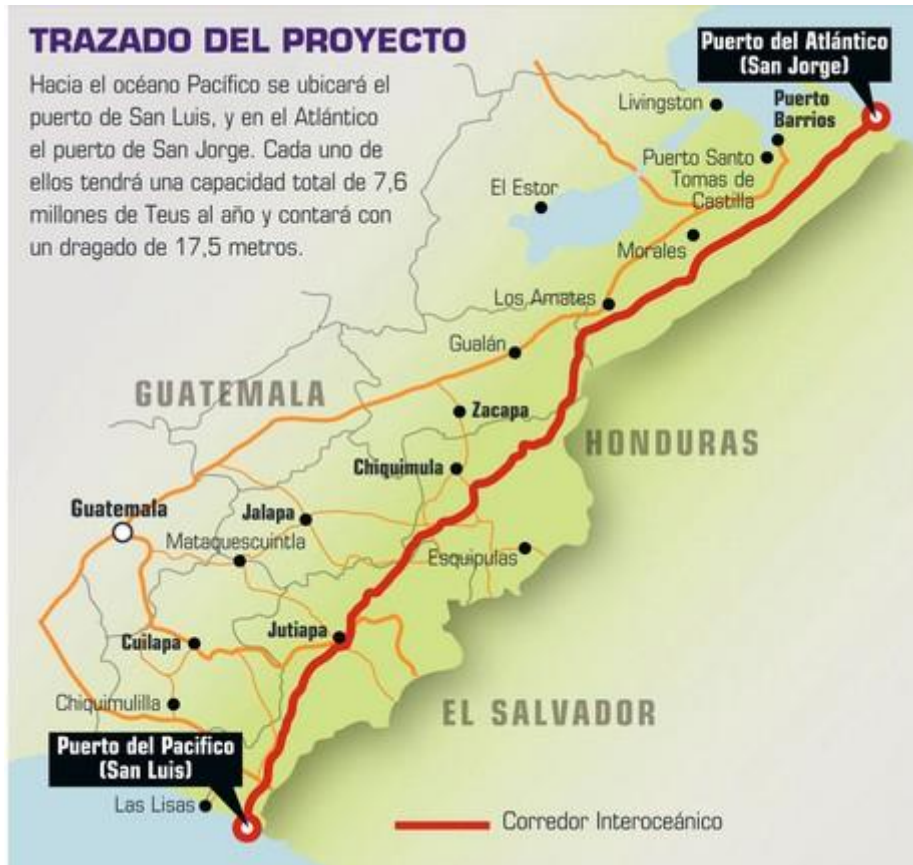 TRAZADO DEL PROYECTO
Hacia el océano Pacífico se ubicará el
puerto de San Luis, y en el Atlántico
el puerto de San Jorge. Cada uno de
ellos tendrá una capacidad total de 7,6
millones de Teus al año y contará con
un dragado de 17,5 metros.
Puerto del Atlántico
(San Jorge)
Livingston
Puerto
Barrios
Puerto Santo
Tomas de
Castilla
El Estor
Morales
Los Amates
Gualán
GUATEMALA
Zacapa
HONDURAS
Chiquimula
Guatemala
Jalapa
Mataquescuintla
Esquipulas
Cuilapa
Jutiapa
Chiquimulilla
EL SALVADOR
Puerto del Pacifico
(San Luis)
Las Lisas
Corredor Interoceánico